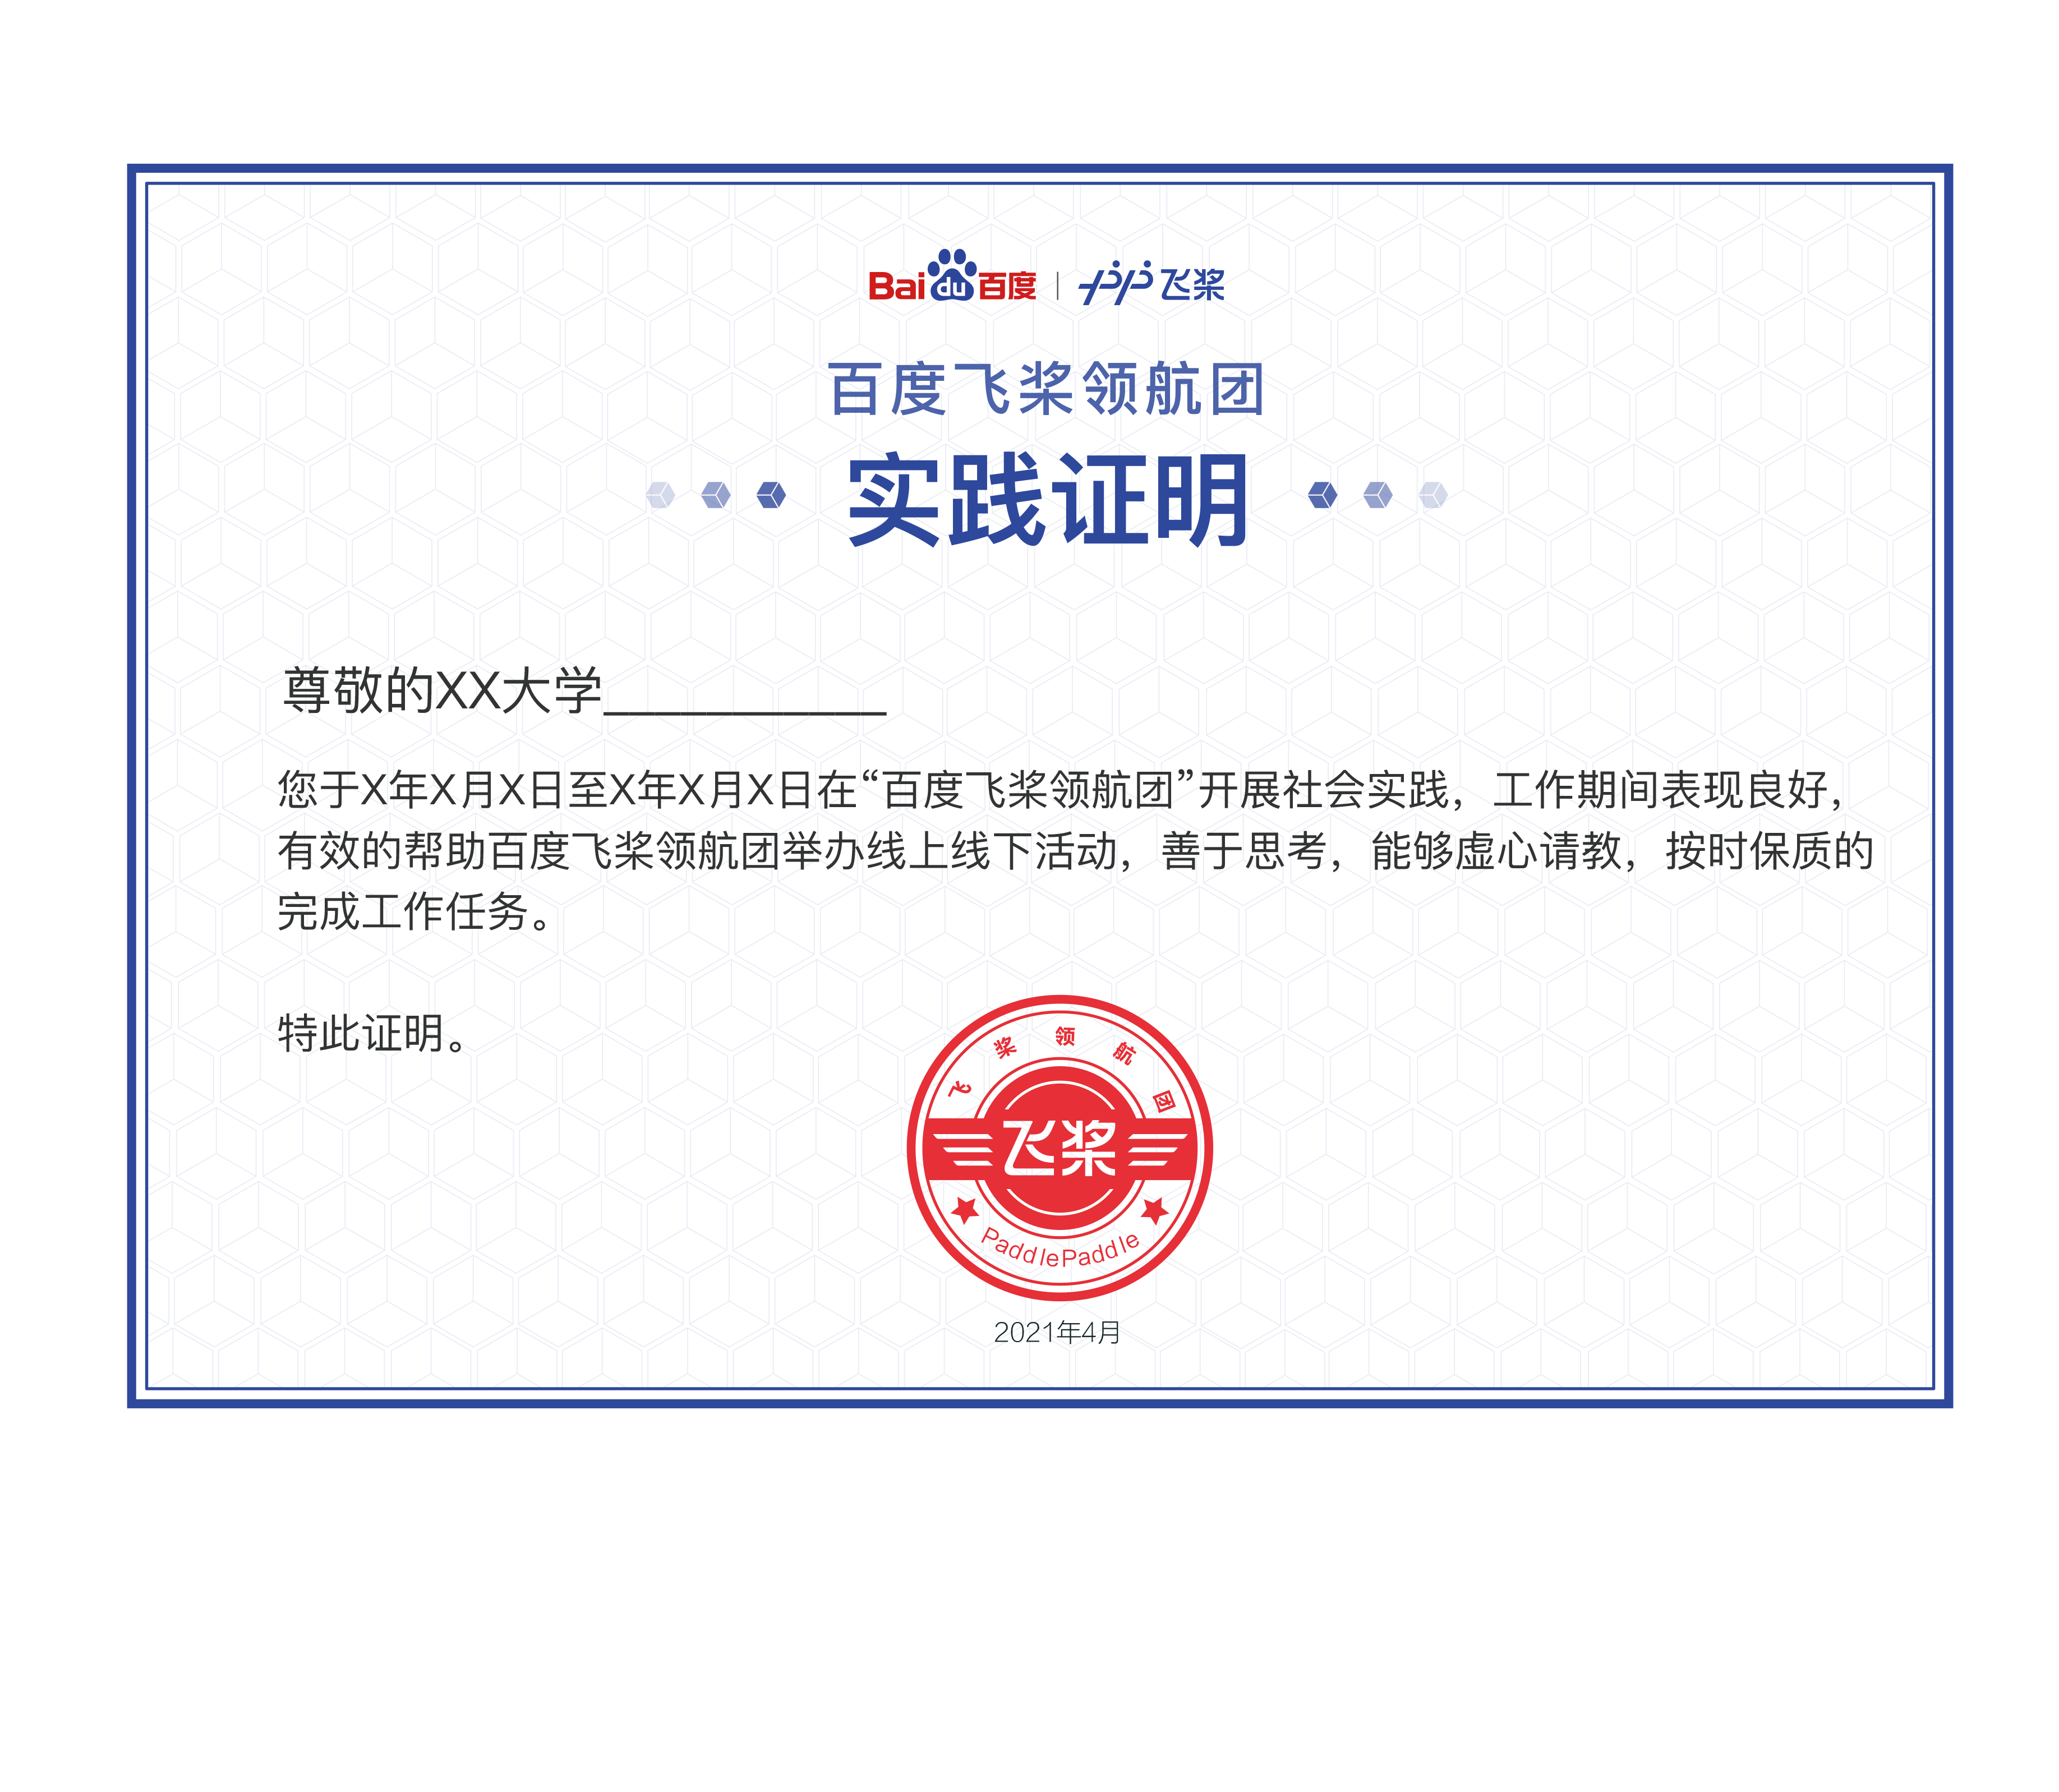 Bai du 百度 | 飞桨
百度飞桨领航团
实践证明
尊敬的XX大学___________
您于X年X月X日至X年X月X日在“百度飞桨领航团”开展社会实践，工作期间表现良好，
有效的帮助百度飞桨领航团举办线上线下活动，善于思考，能够虚心请教，按时保质的
完成工作任务。
特此证明。
飞桨领航团
飞桨
PaddlePaddle
2021年4月